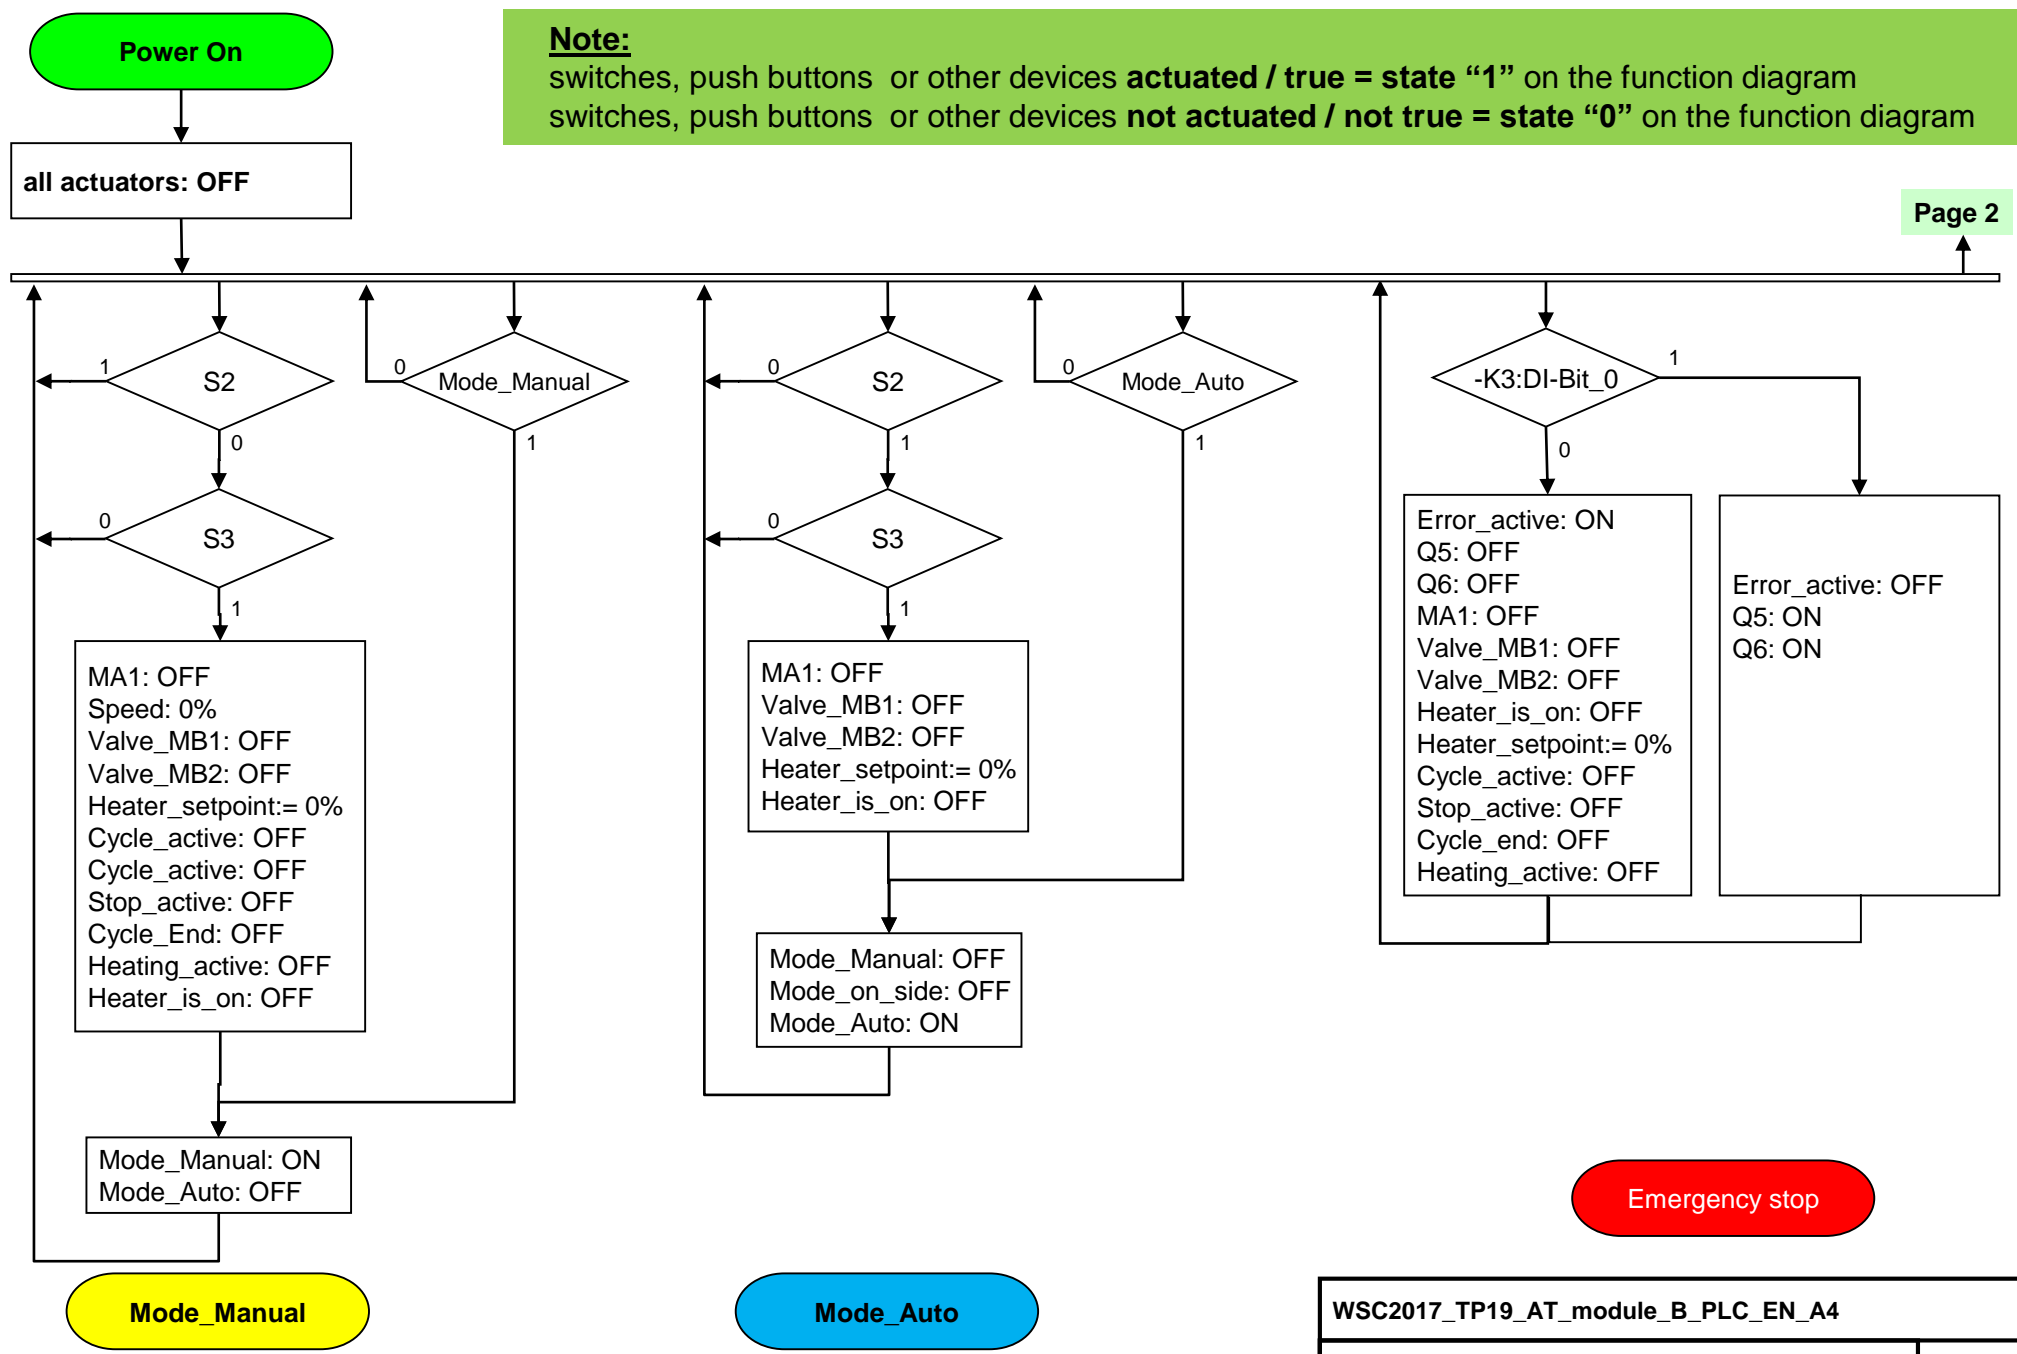 Power On
Note:
switches, push buttons  or other devices actuated / true = state “1” on the function diagram
switches, push buttons  or other devices not actuated / not true = state “0” on the function diagram
all actuators: OFF
Page 2
S2
1
0
S3
0
1
MA1: OFF
Speed: 0%
Valve_MB1: OFF
Valve_MB2: OFF
Heater_setpoint:= 0%
Cycle_active: OFF
Cycle_active: OFF
Stop_active: OFF
Cycle_End: OFF
Heating_active: OFF
Heater_is_on: OFF
Mode_Manual
0
1
Mode_Manual: ON
Mode_Auto: OFF
Mode_Manual
S2
0
1
S3
0
1
MA1: OFF
Valve_MB1: OFF
Valve_MB2: OFF
Heater_setpoint:= 0%
Heater_is_on: OFF
Mode_Auto
0
1
Mode_Manual: OFF
Mode_on_side: OFF
Mode_Auto: ON
Mode_Auto
-K3:DI-Bit_0
1
0
Error_active: ON
Q5: OFF
Q6: OFF
MA1: OFF
Valve_MB1: OFF
Valve_MB2: OFF
Heater_is_on: OFF
Heater_setpoint:= 0%
Cycle_active: OFF
Stop_active: OFF
Cycle_end: OFF
Heating_active: OFF
Error_active: OFF
Q5: ON
Q6: ON
Emergency stop
WSC2017_TP19_AT_module_B_PLC_EN_A4